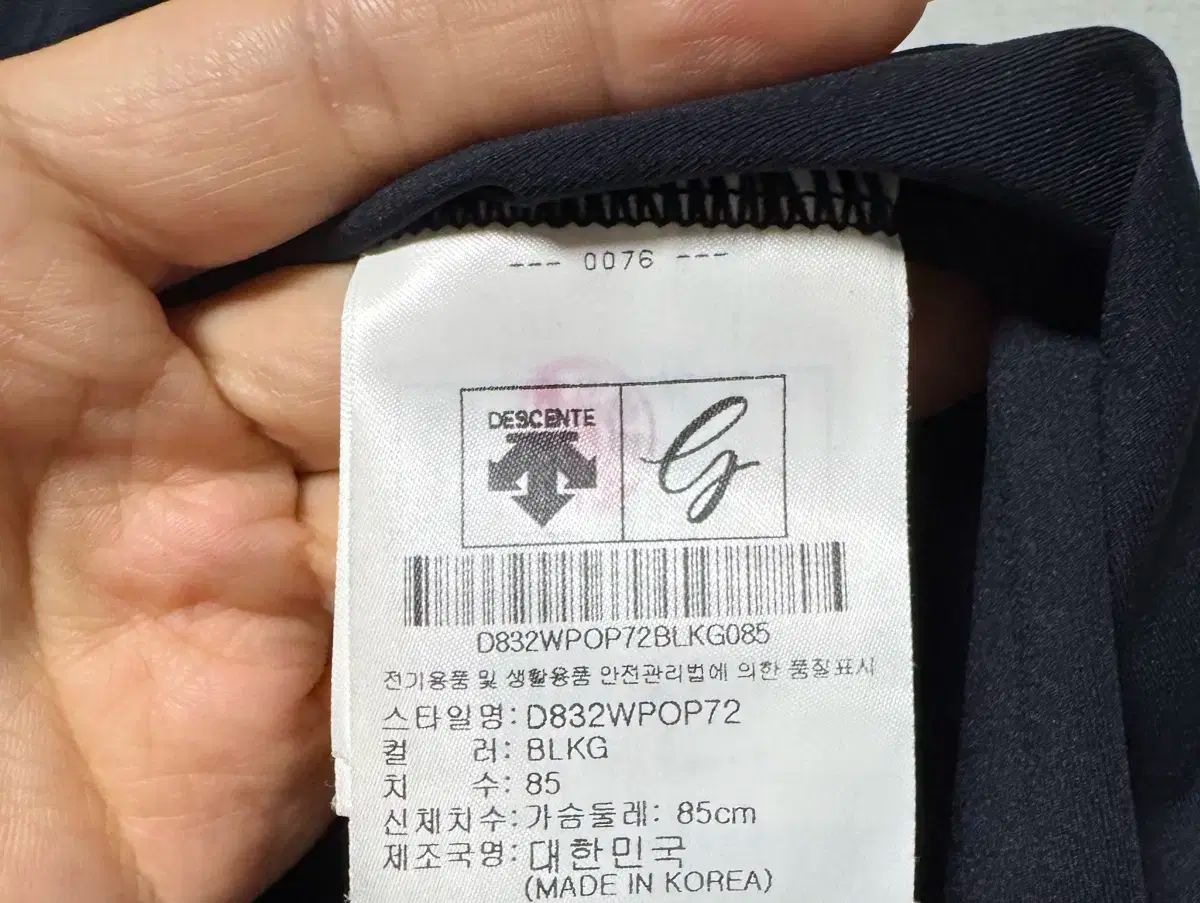 --- 0076 ---
DESCENTE
D832WPOP72BLKG085
전기용품 및 생활용품 안전관리법에 의한 품질표시
스타일명: D832WPOP72
컬 러: BLKG
치 수: 85
신체치수: 가슴둘레: 85cm
제조국명: 대한민국
(MADE IN KOREA)